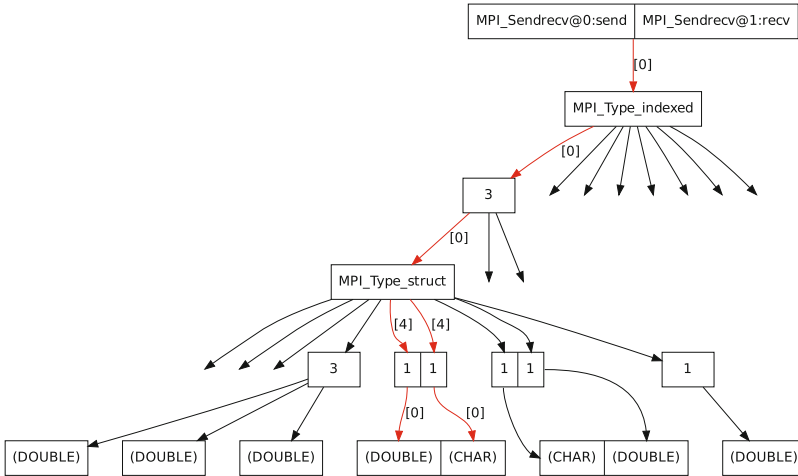 MPI_Sendrecv@0:send MPI_Sendrecv@1:recv
[0]
MPI_Type_indexed
[0]
3
[0]
MPI_Type_struct
[4] [4]
3 1 1 1 1 1
[0] [0]
(DOUBLE) (DOUBLE) (DOUBLE) (DOUBLE) (CHAR) (CHAR) (DOUBLE) (DOUBLE)